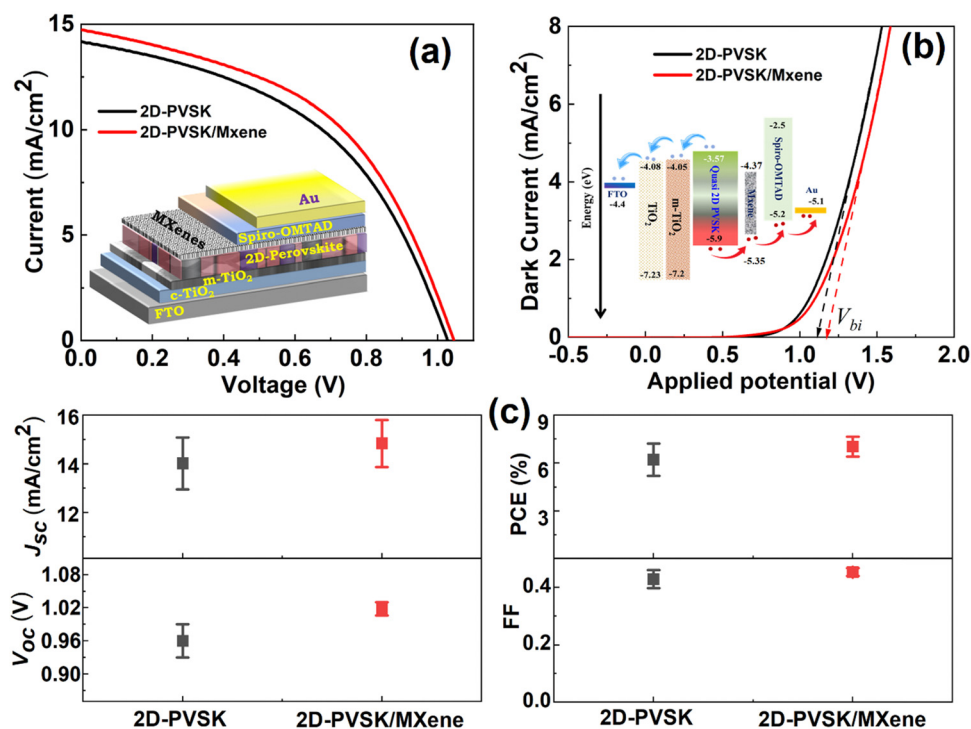 (a)
15
10
5
0
Current (mA/cm²)
2D-PVSK
2D-PVSK/MXene
MXenes
Au
Spiro-OMTAD
2D-Perovskite
m-TiO₂
c-TiO₂
FTO
0.0 0.2 0.4 0.6 0.8 1.0
Voltage (V)
(b)
8
6
4
2
0
Dark Current (mA/cm²)
2D-PVSK
2D-PVSK/Mxene
Energy (eV)
FTO
-4.4
-4.08
TiO₂
-7.23
-4.05
m-TiO₂
-7.2
-3.57
Quasi 2D PVSK
-5.9
-4.37
Mxene
-5.35
-2.5
Spiro-OMTAD
-5.2
Au
-5.1
V_bi
-0.5 0.0 0.5 1.0 1.5 2.0
Applied potential (V)
(c)
16
14
12
J_SC (mA/cm²)
1.08
1.02
0.96
0.90
V_OC (V)
2D-PVSK 2D-PVSK/MXene
9
6
3
0
PCE (%)
0.4
0.2
0.0
FF
2D-PVSK 2D-PVSK/MXene